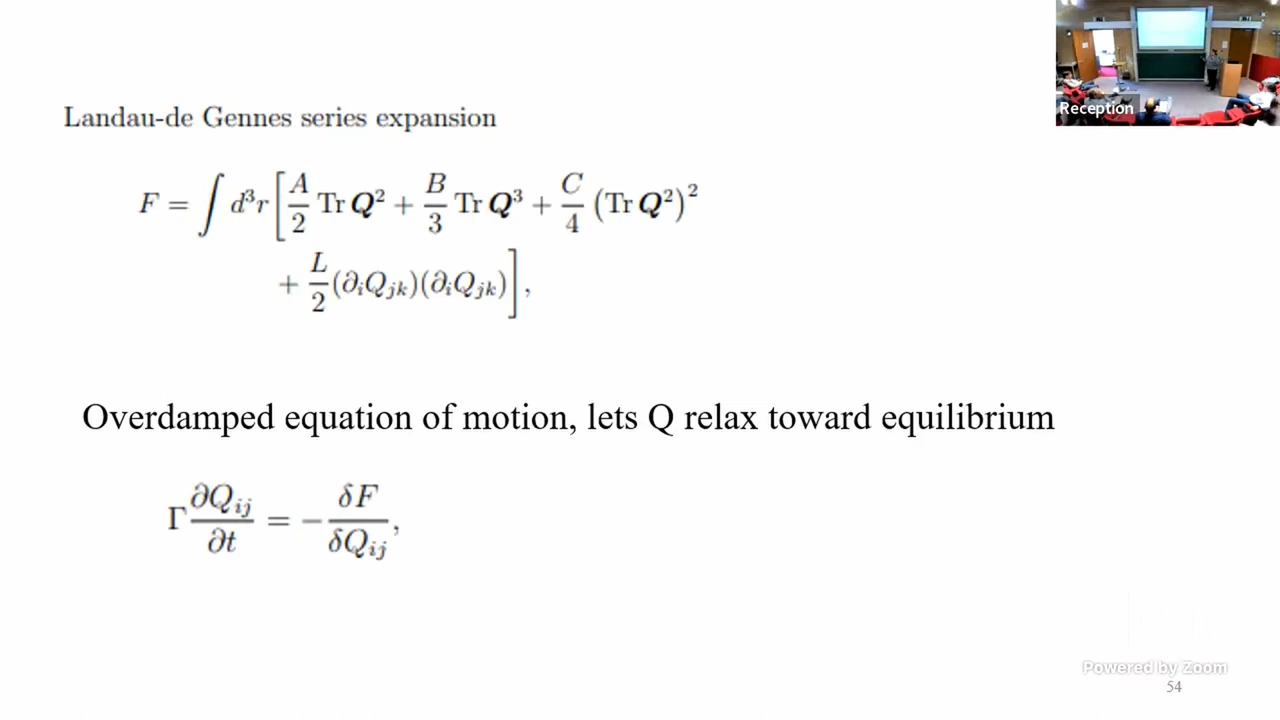 Reception
Landau-de Gennes series expansion
F = ∫ d³r [ A/2 Tr Q² + B/3 Tr Q³ + C/4 (Tr Q²)²
+ L/2 (∂ᵢQⱼₖ)(∂ᵢQⱼₖ) ],
Overdamped equation of motion, lets Q relax toward equilibrium
Γ ∂Qᵢⱼ/∂t = − δF/δQᵢⱼ,
Powered by Zoom
54